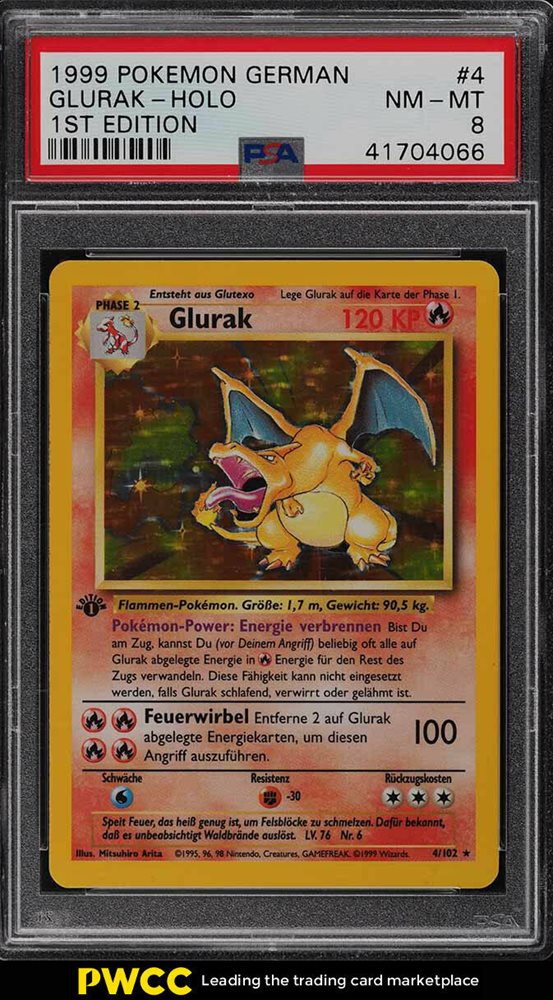 1999 POKEMON GERMAN #4
GLURAK-HOLO NM-MT
1ST EDITION 8
PSA 41704066
Entsteht aus Glutexo Lege Glurak auf die Karte der Phase 1.
PHASE 2
Glurak 120 KP
EDITION 1
Flammen-Pokémon. Größe: 1,7 m, Gewicht: 90,5 kg.
Pokémon-Power: Energie verbrennen Bist Du
am Zug, kannst Du (vor Deinem Angriff) beliebig oft alle auf
Glurak abgelegte Energie in Energie für den Rest des
Zugs verwandeln. Diese Fähigkeit kann nicht eingesetzt
werden, falls Glurak schlafend, verwirrt oder gelähmt ist.
Feuerwirbel Entferne 2 auf Glurak
abgelegte Energiekarten, um diesen
Angriff auszuführen.
100
Schwäche Resistenz Rückzugskosten
-30
Speit Feuer, das heiß genug ist, um Felsblöcke zu schmelzen. Dafür bekannt,
daß es unbeabsichtigt Waldbrände auslöst. LV. 76 Nr. 6
Illus. Mitsuhiro Arita ©1995, 96, 98 Nintendo, Creatures, GAMEFREAK. ©1999 Wizards. 4/102 ★
PSA
PWCC Leading the trading card marketplace